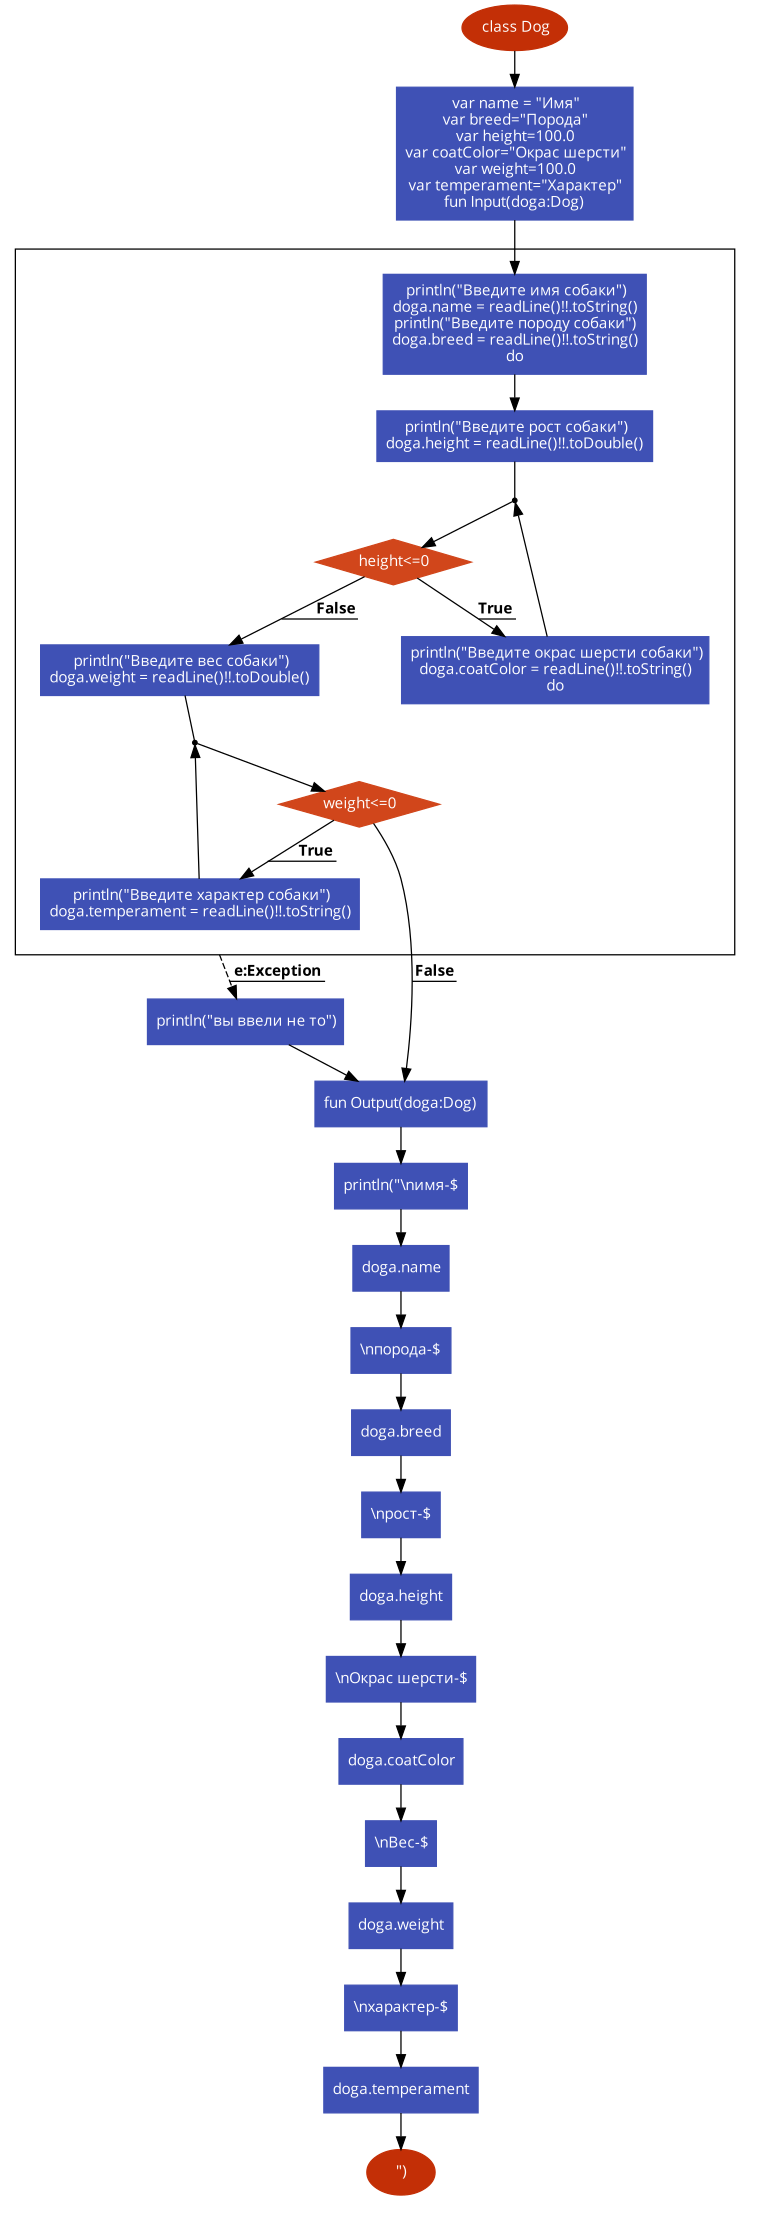 class Dog
var name = "Имя"
var breed="Порода"
var height=100.0
var coatColor="Окрас шерсти"
var weight=100.0
var temperament="Характер"
fun Input(doga:Dog)
println("Введите имя собаки")
doga.name = readLine()!!.toString()
println("Введите породу собаки")
doga.breed = readLine()!!.toString()
do
println("Введите рост собаки")
doga.height = readLine()!!.toDouble()
height<=0
False
True
println("Введите вес собаки")
doga.weight = readLine()!!.toDouble()
println("Введите окрас шерсти собаки")
doga.coatColor = readLine()!!.toString()
do
weight<=0
True
println("Введите характер собаки")
doga.temperament = readLine()!!.toString()
e:Exception
False
println("вы ввели не то")
fun Output(doga:Dog)
println("\nимя-$
doga.name
\nпорода-$
doga.breed
\nрост-$
doga.height
\nОкрас шерсти-$
doga.coatColor
\nВес-$
doga.weight
\nхарактер-$
doga.temperament
")